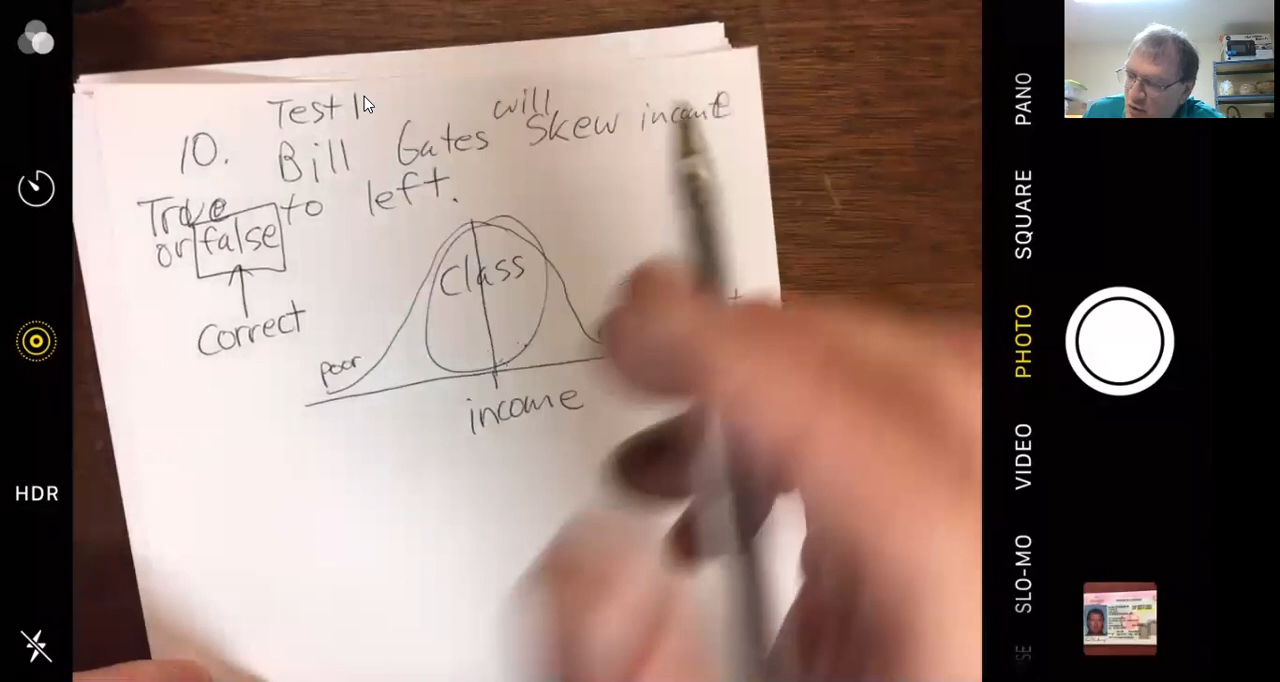 Test 1
10. Bill Gates will skew income
True to left.
or false
Correct
Class
poor
income
HDR
PANO
SQUARE
PHOTO
VIDEO
SLO-MO
SE